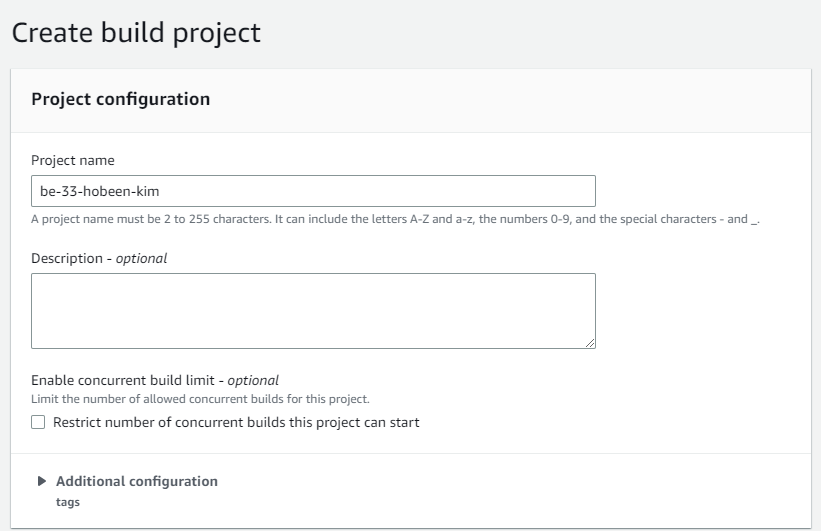 Create build project
Project configuration
Project name
be-33-hobeen-kim
A project name must be 2 to 255 characters. It can include the letters A-Z and a-z, the numbers 0-9, and the special characters - and _.
Description - optional
Enable concurrent build limit - optional
Limit the number of allowed concurrent builds for this project.
Restrict number of concurrent builds this project can start
Additional configuration
tags